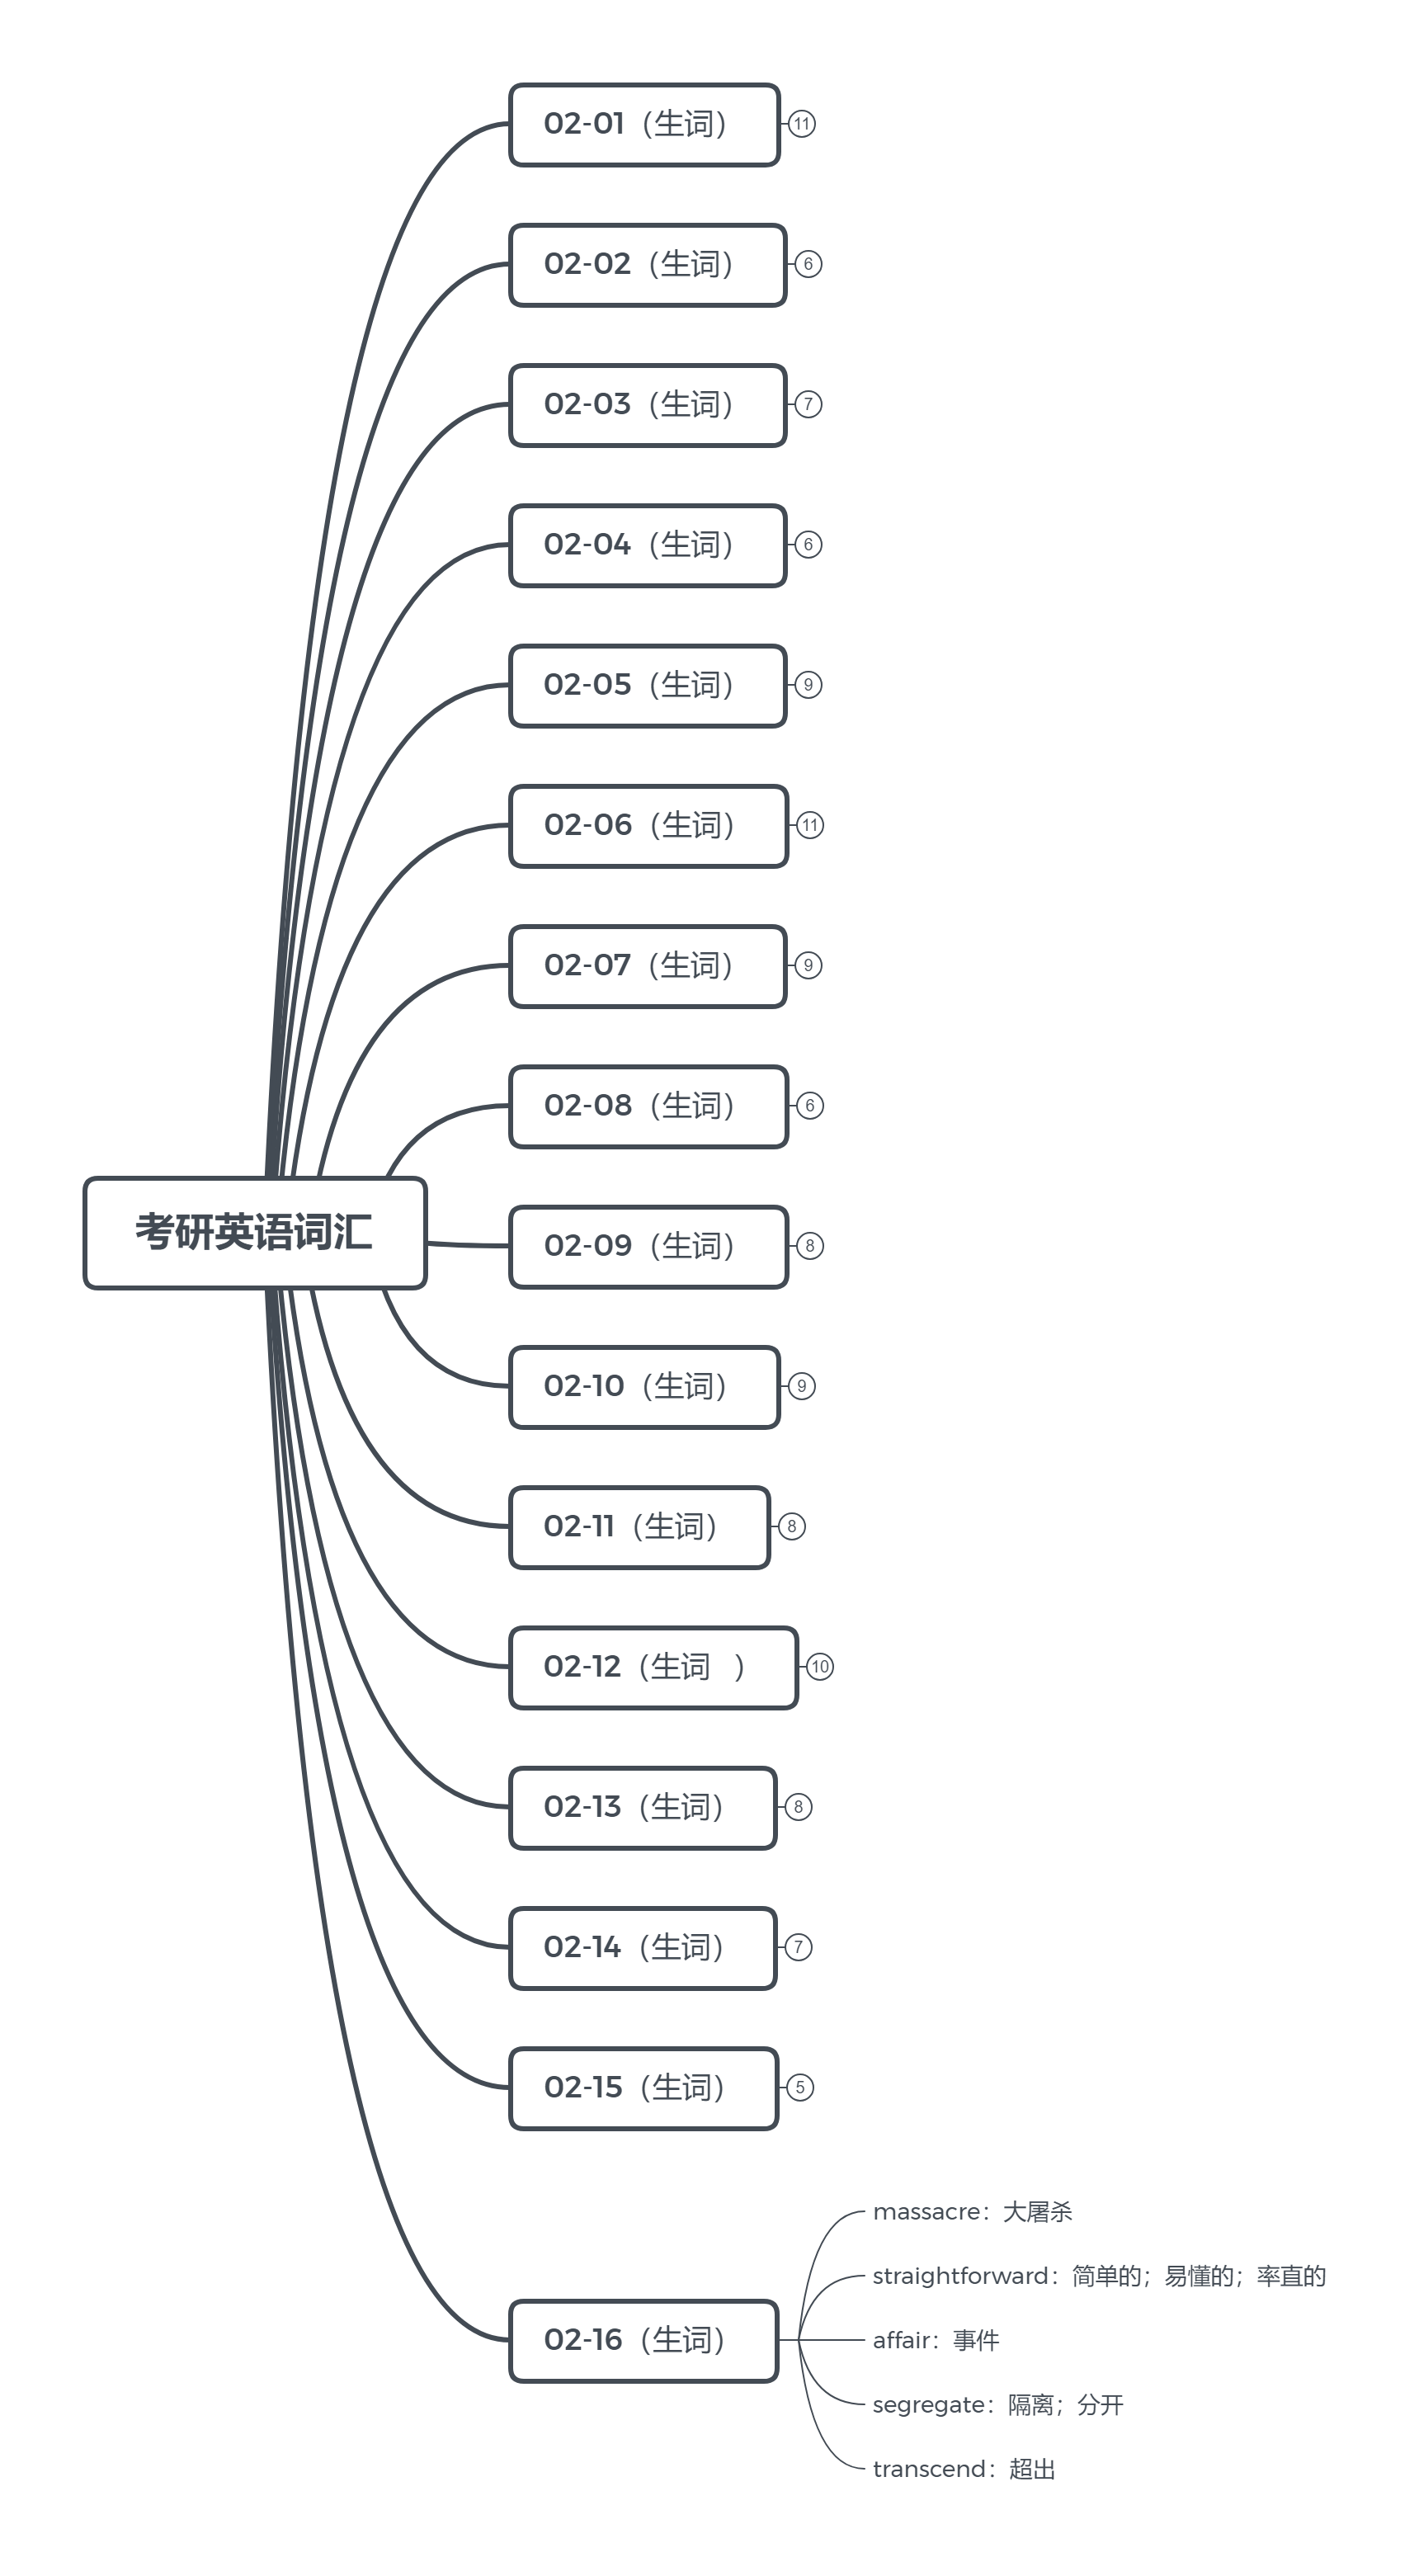 02-01（生词）
11
02-02（生词）
6
02-03（生词）
7
02-04（生词）
6
02-05（生词）
9
02-06（生词）
11
02-07（生词）
9
02-08（生词）
6
考研英语词汇
02-09（生词）
8
02-10（生词）
9
02-11（生词）
8
02-12（生词 ）
10
02-13（生词）
8
02-14（生词）
7
02-15（生词）
5
02-16（生词）
massacre：大屠杀
straightforward：简单的；易懂的；率直的
affair：事件
segregate：隔离；分开
transcend：超出